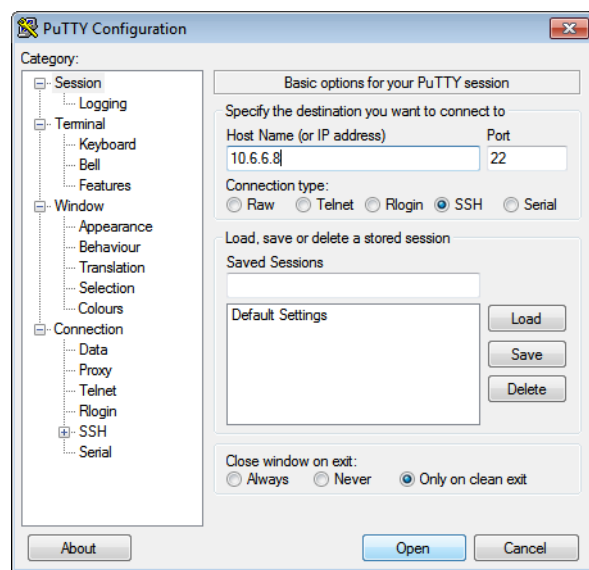 PuTTY Configuration
Category:
Session
Logging
Terminal
Keyboard
Bell
Features
Window
Appearance
Behaviour
Translation
Selection
Colours
Connection
Data
Proxy
Telnet
Rlogin
SSH
Serial
Basic options for your PuTTY session
Specify the destination you want to connect to
Host Name (or IP address) Port
10.6.6.8 22
Connection type:
Raw Telnet Rlogin SSH Serial
Load, save or delete a stored session
Saved Sessions
Default Settings
Load
Save
Delete
Close window on exit:
Always Never Only on clean exit
About Open Cancel